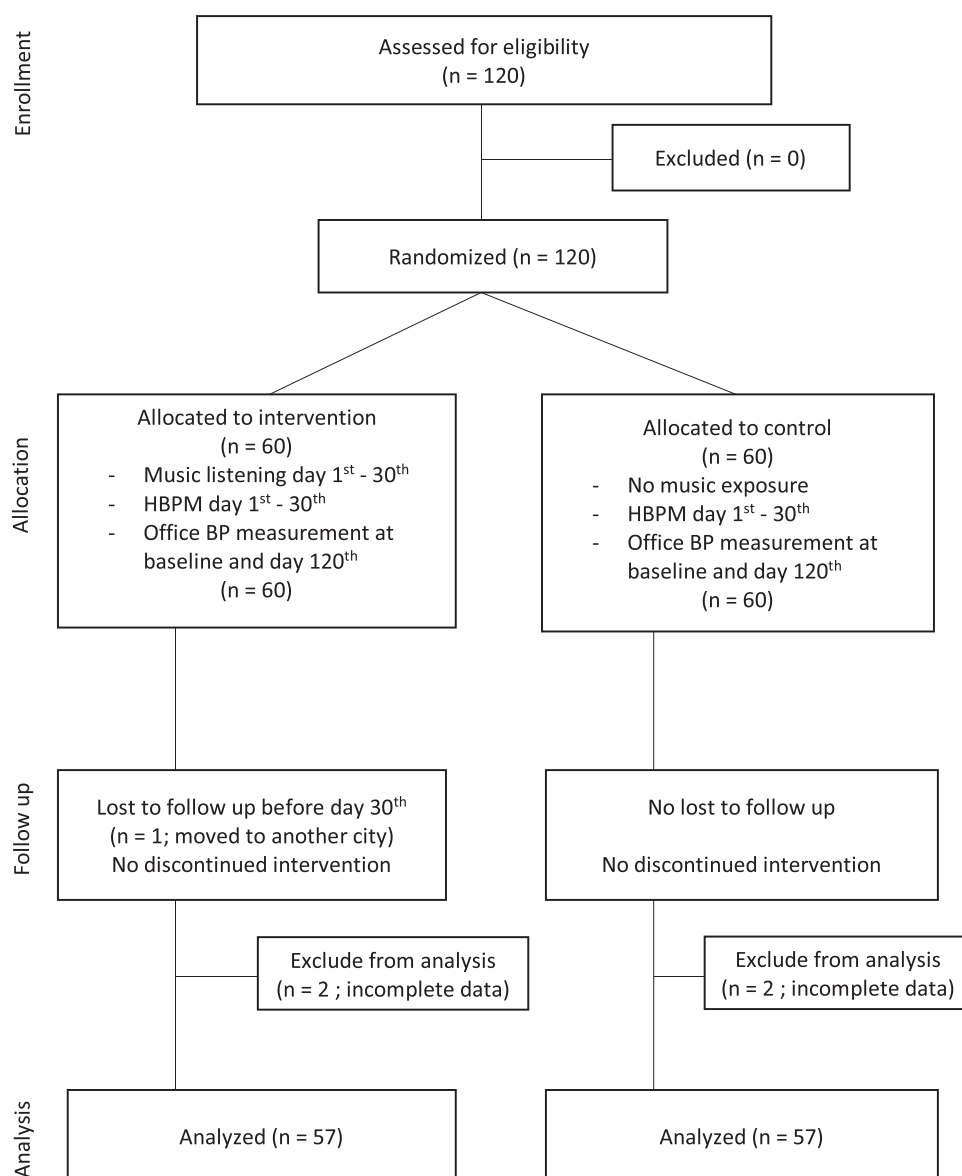 Enrollment
Assessed for eligibility
(n = 120)
Excluded (n = 0)
Randomized (n = 120)
Allocation
Allocated to intervention
(n = 60)
- Music listening day 1st - 30th
- HBPM day 1st - 30th
- Office BP measurement at
baseline and day 120th
(n = 60)
Allocated to control
(n = 60)
- No music exposure
- HBPM day 1st - 30th
- Office BP measurement at
baseline and day 120th
(n = 60)
Follow up
Lost to follow up before day 30th
(n = 1; moved to another city)
No discontinued intervention
No lost to follow up
No discontinued intervention
Exclude from analysis
(n = 2 ; incomplete data)
Exclude from analysis
(n = 2 ; incomplete data)
Analysis
Analyzed (n = 57)
Analyzed (n = 57)